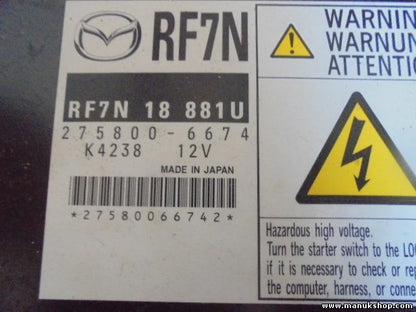 RF7N
RF7N 18 881U
275800-6674
K4238 12V
MADE IN JAPAN
*27580066742*
WARNING
WARNUN
ATTENTIO
Hazardous high voltage.
Turn the starter switch to the LO
if it is necessary to check or rep
the computer, harness, or conne
www.manukshop.com